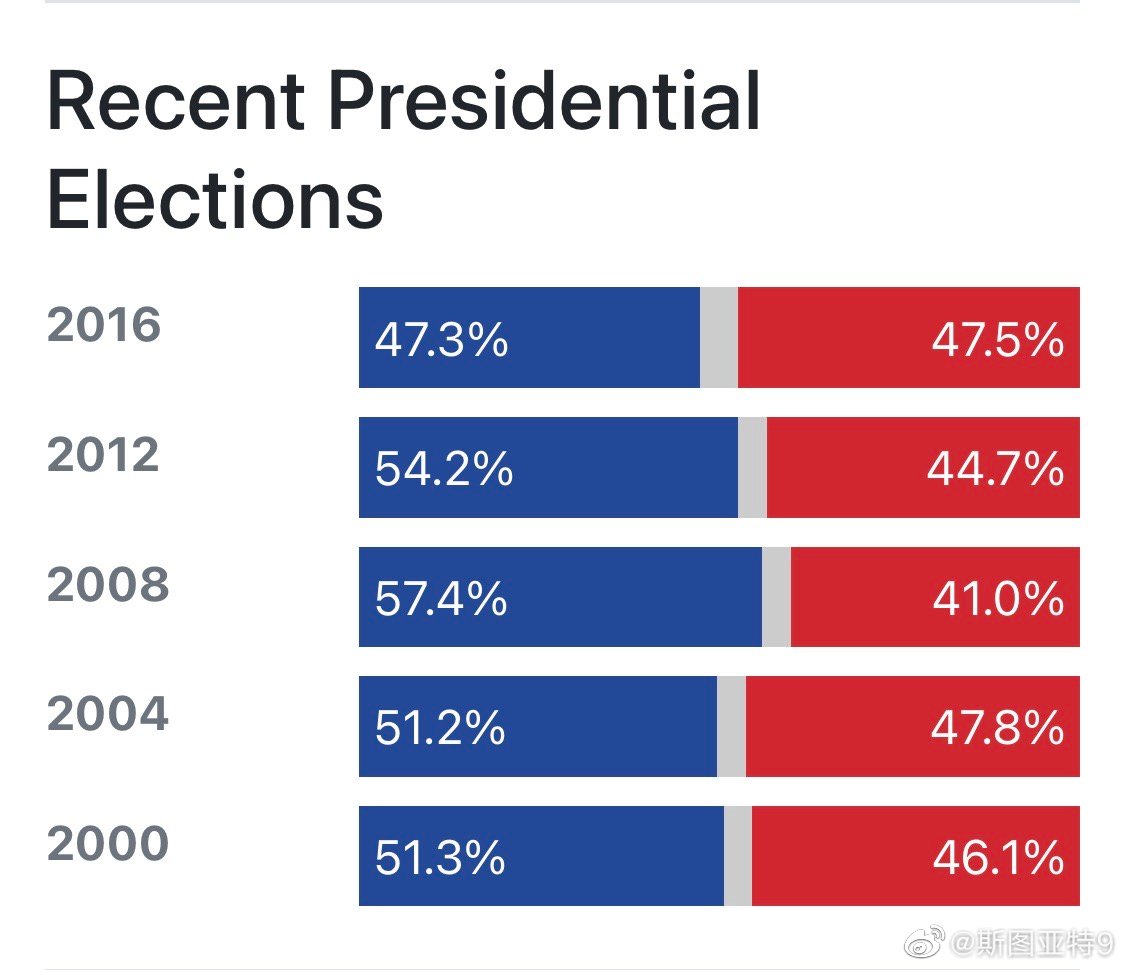 Recent Presidential
Elections
2016 47.3% 47.5%
2012 54.2% 44.7%
2008 57.4% 41.0%
2004 51.2% 47.8%
2000 51.3% 46.1%
@斯图亚特9